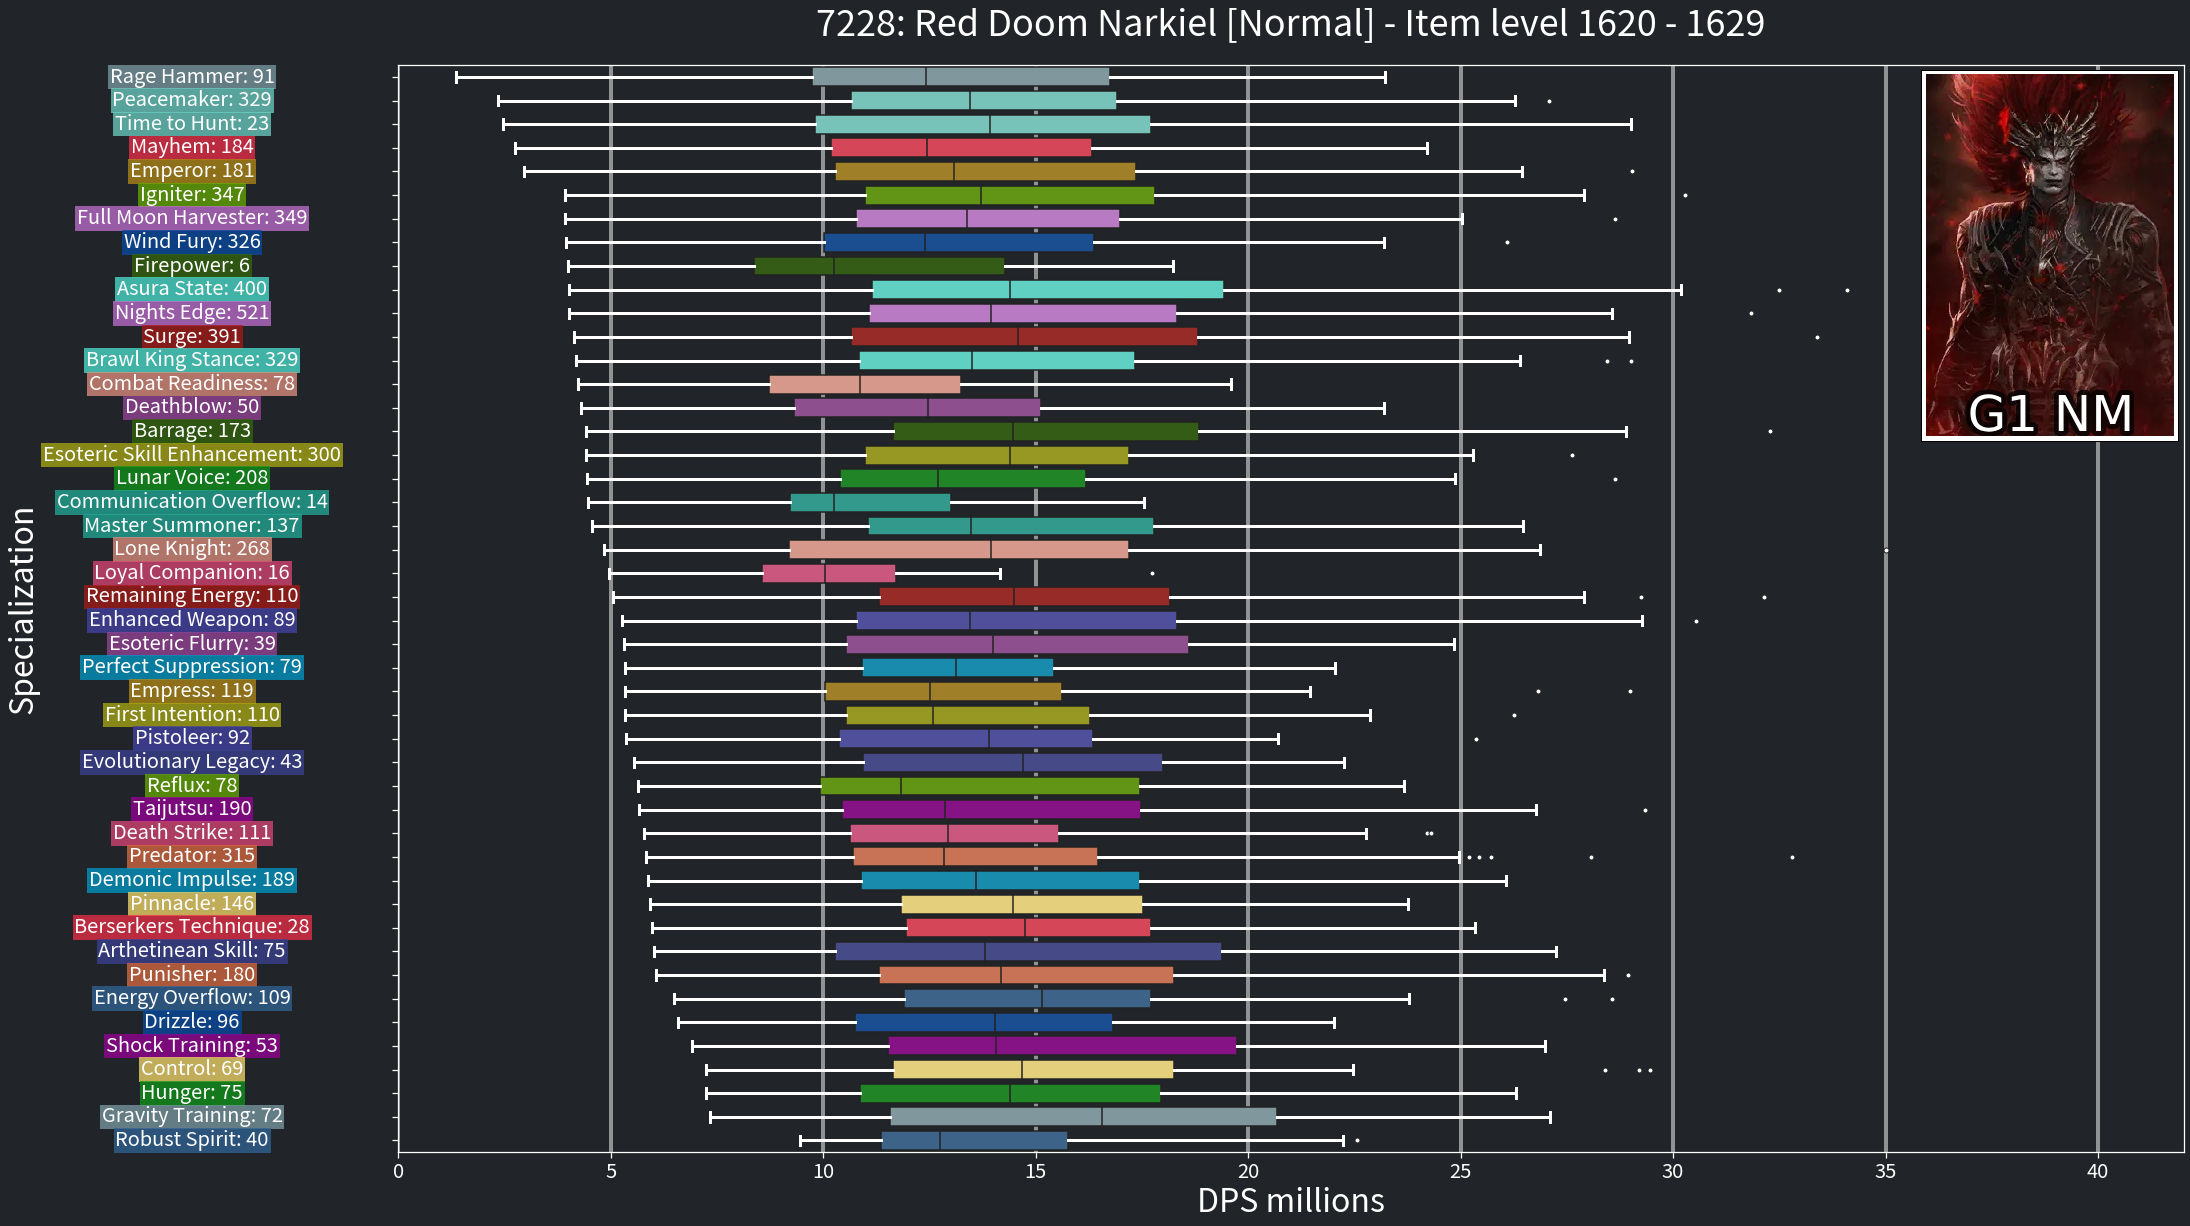 7228: Red Doom Narkiel [Normal] - Item level 1620 - 1629
Rage Hammer: 91
Peacemaker: 329
Time to Hunt: 23
Mayhem: 184
Emperor: 181
Igniter: 347
Full Moon Harvester: 349
Wind Fury: 326
Firepower: 6
Asura State: 400
Nights Edge: 521
Surge: 391
Brawl King Stance: 329
Combat Readiness: 78
Deathblow: 50
Barrage: 173
Esoteric Skill Enhancement: 300
Lunar Voice: 208
Communication Overflow: 14
Master Summoner: 137
Lone Knight: 268
Loyal Companion: 16
Remaining Energy: 110
Enhanced Weapon: 89
Esoteric Flurry: 39
Perfect Suppression: 79
Empress: 119
First Intention: 110
Pistoleer: 92
Evolutionary Legacy: 43
Reflux: 78
Taijutsu: 190
Death Strike: 111
Predator: 315
Demonic Impulse: 189
Pinnacle: 146
Berserkers Technique: 28
Arthetinean Skill: 75
Punisher: 180
Energy Overflow: 109
Drizzle: 96
Shock Training: 53
Control: 69
Hunger: 75
Gravity Training: 72
Robust Spirit: 40
Specialization
G1 NM
0 5 10 15 20 25 30 35 40
DPS millions